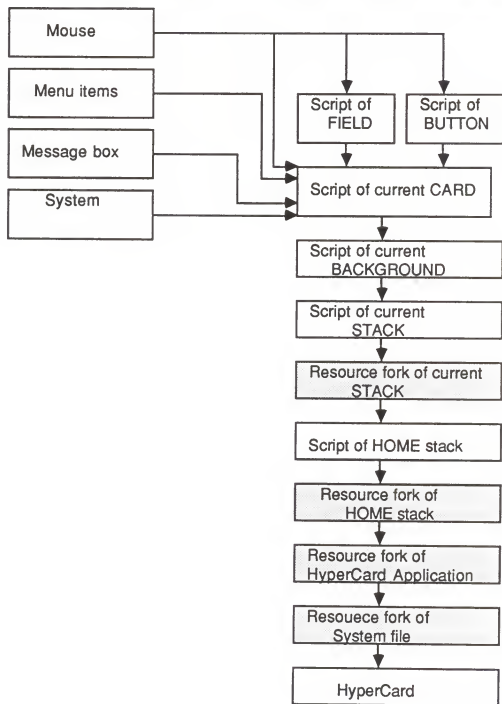 Mouse
Menu items
Message box
System
Script of
FIELD
Script of
BUTTON
Script of current CARD
Script of current
BACKGROUND
Script of current
STACK
Resource fork of current
STACK
Script of HOME stack
Resource fork of
HOME stack
Resource fork of
HyperCard Application
Resouece fork of
System file
HyperCard